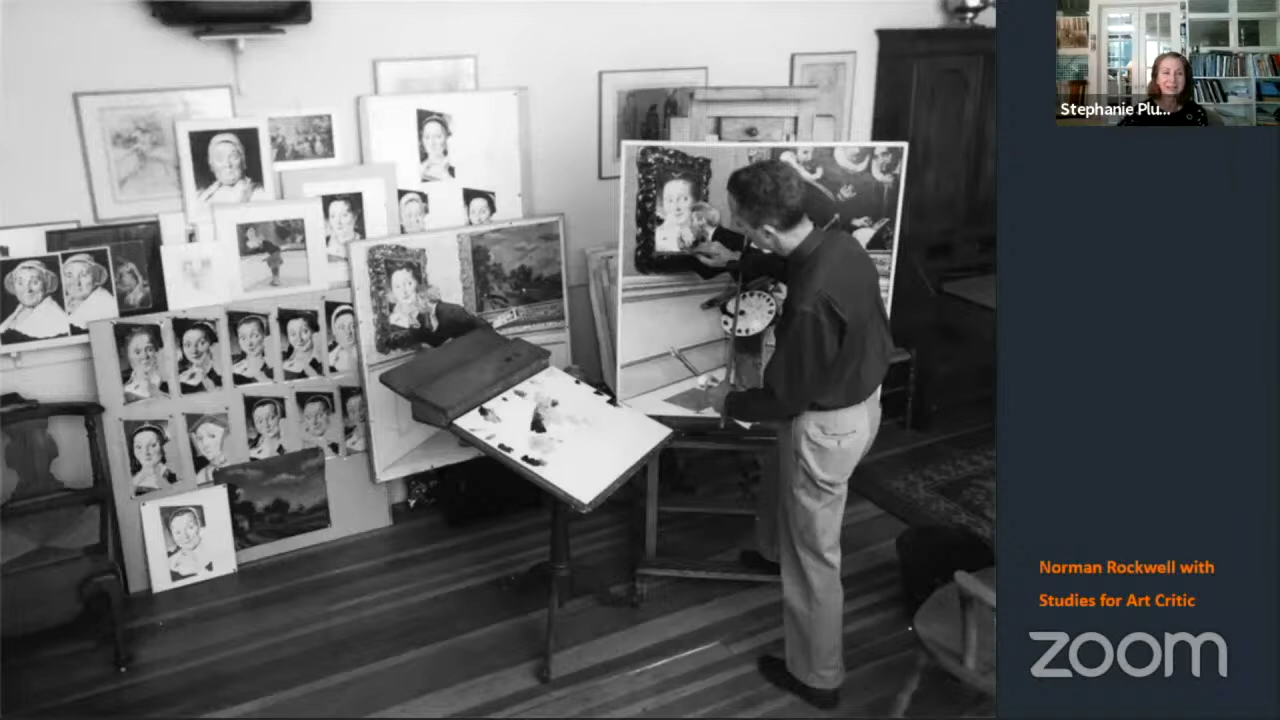 Stephanie Plu...
Norman Rockwell with
Studies for Art Critic
zoom